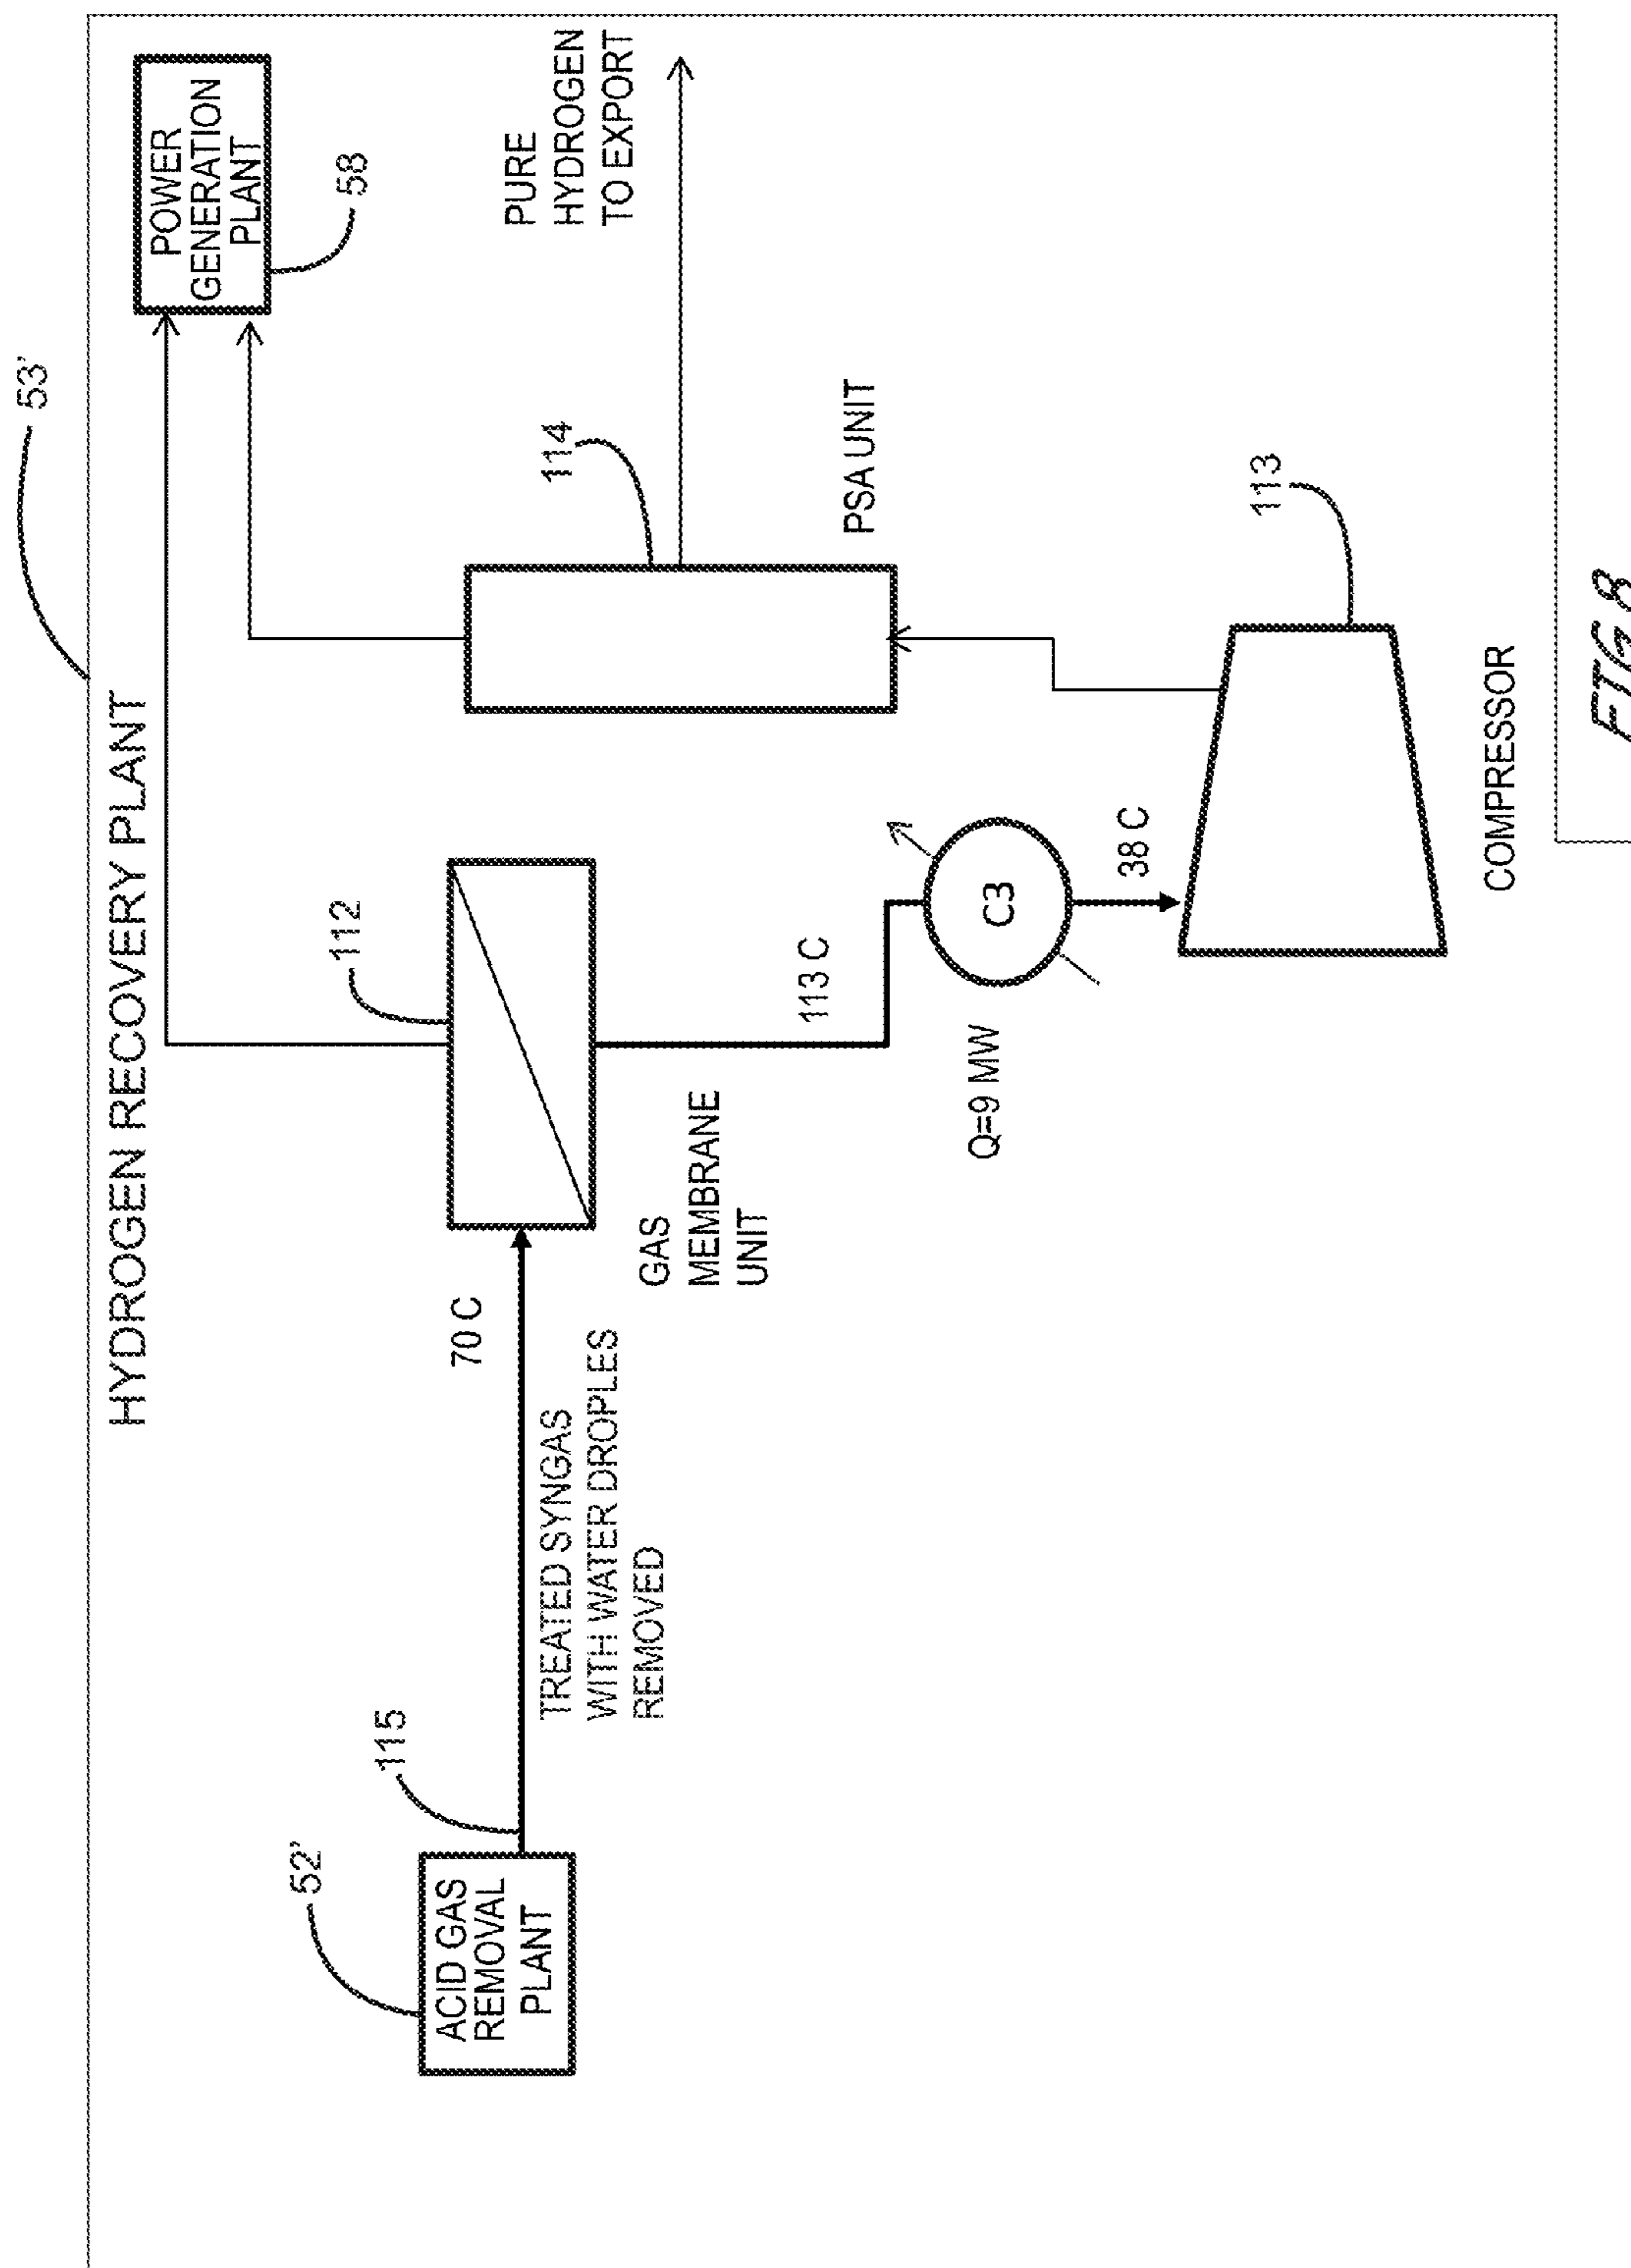 53'
HYDROGEN RECOVERY PLANT
POWER
GENERATION
PLANT
58
PURE
HYDROGEN
TO EXPORT
112
114
52'
ACID GAS
REMOVAL
PLANT
115
70 C
TREATED SYNGAS
WITH WATER DROPLES
REMOVED
GAS
MEMBRANE
UNIT
PSA UNIT
113 C
Q=9 MW
C3
38 C
113
COMPRESSOR
FIG 8